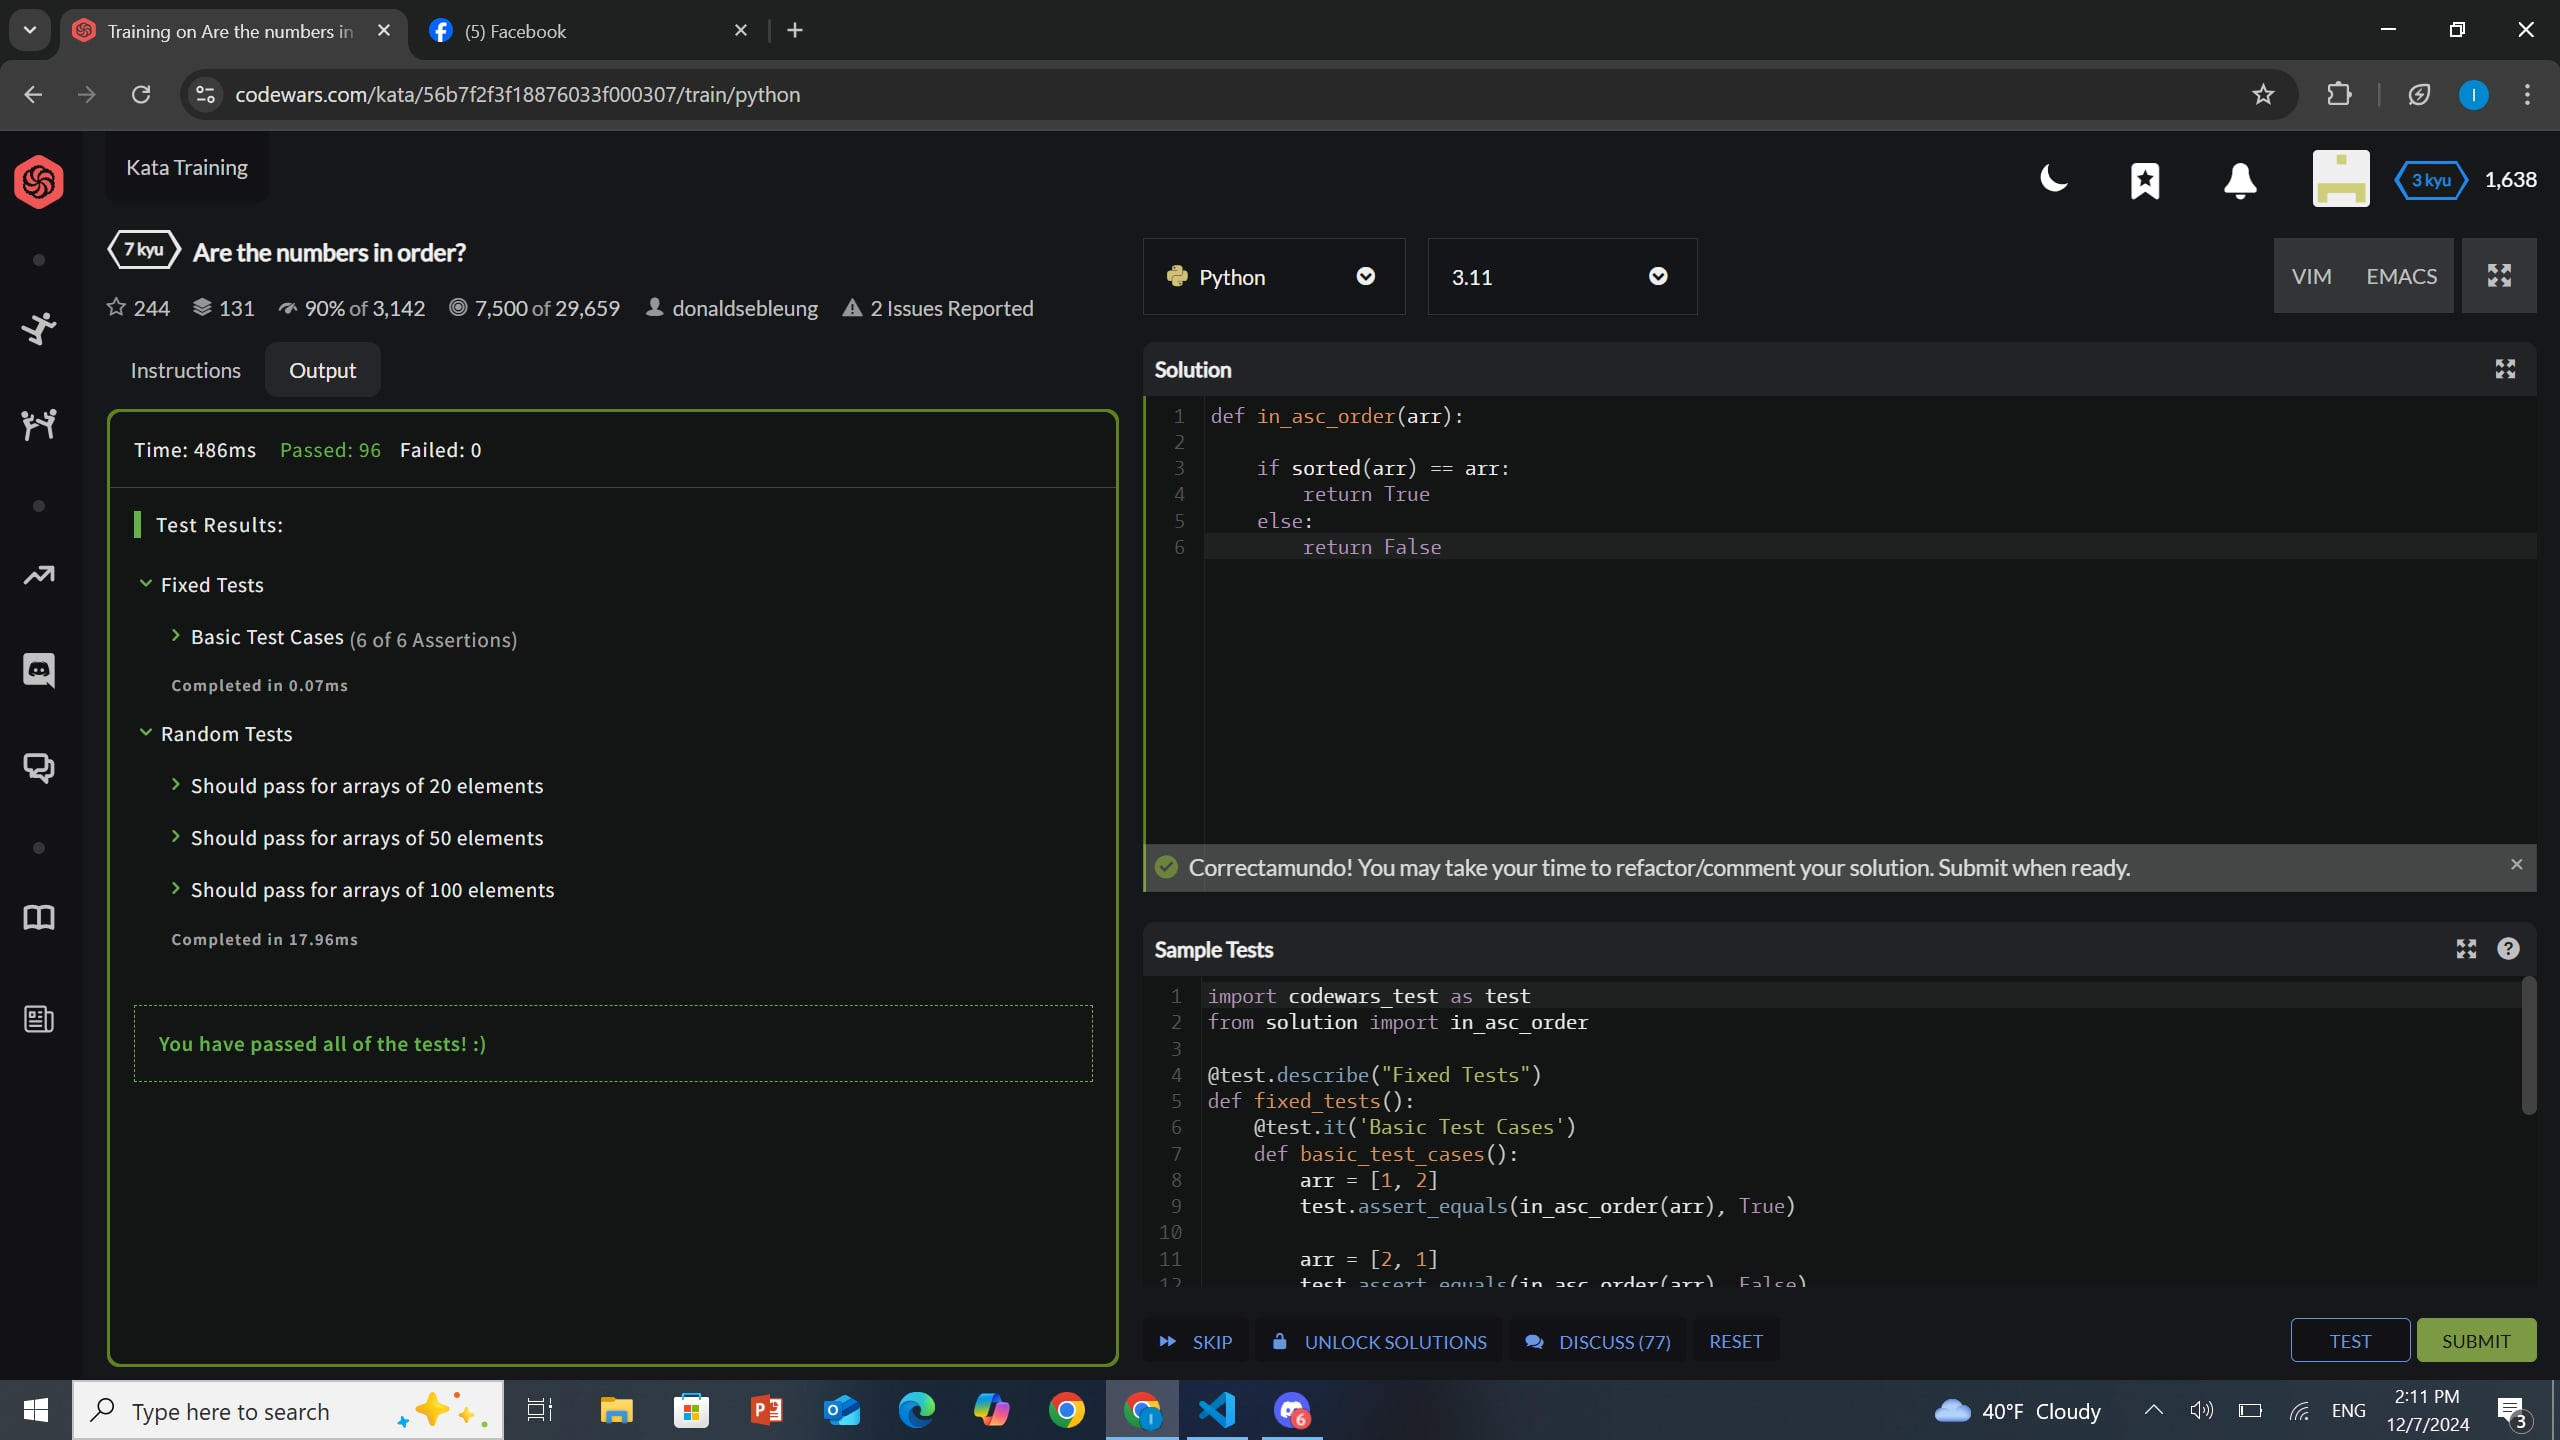 Training on Are the numbers in
(5) Facebook
codewars.com/kata/56b7f2f3f18876033f000307/train/python
I
Kata Training
3 kyu
1,638
7 kyu
Are the numbers in order?
244
131
90% of 3,142
7,500 of 29,659
donaldsebleung
2 Issues Reported
Python
3.11
VIM
EMACS
Instructions
Output
Time: 486ms Passed: 96 Failed: 0
Test Results:
Fixed Tests
Basic Test Cases (6 of 6 Assertions)
Completed in 0.07ms
Random Tests
Should pass for arrays of 20 elements
Should pass for arrays of 50 elements
Should pass for arrays of 100 elements
Completed in 17.96ms
You have passed all of the tests! :)
Solution
1 def in_asc_order(arr):
2
3     if sorted(arr) == arr:
4         return True
5     else:
6         return False
Correctamundo! You may take your time to refactor/comment your solution. Submit when ready.
Sample Tests
1 import codewars_test as test
2 from solution import in_asc_order
3
4 @test.describe("Fixed Tests")
5 def fixed_tests():
6     @test.it('Basic Test Cases')
7     def basic_test_cases():
8         arr = [1, 2]
9         test.assert_equals(in_asc_order(arr), True)
10
11         arr = [2, 1]
12         test.assert_equals(in_asc_order(arr), False)
SKIP
UNLOCK SOLUTIONS
DISCUSS (77)
RESET
TEST
SUBMIT
Type here to search
6
40°F Cloudy
ENG
2:11 PM
12/7/2024
3